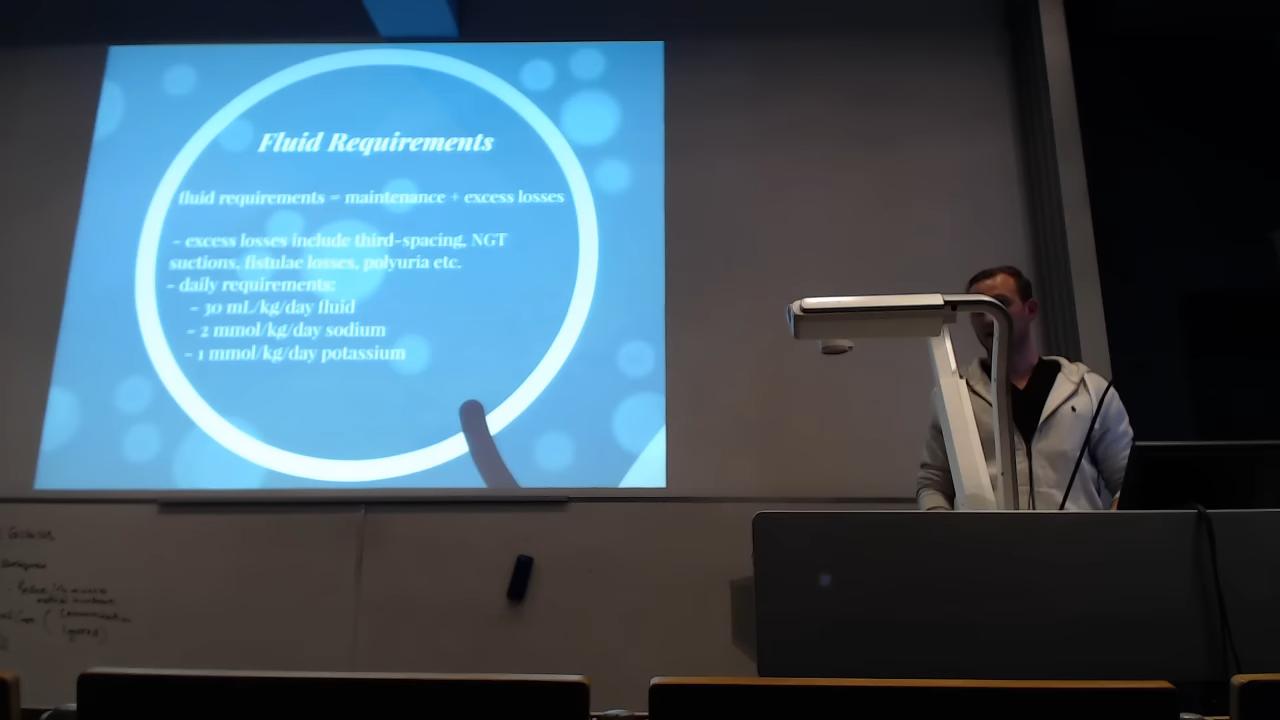 Fluid Requirements
fluid requirements = maintenance + excess losses
- excess losses include third-spacing, NGT
suctions, fistulae losses, polyuria etc.
- daily requirements:
- 30 mL/kg/day fluid
- 2 mmol/kg/day sodium
- 1 mmol/kg/day potassium